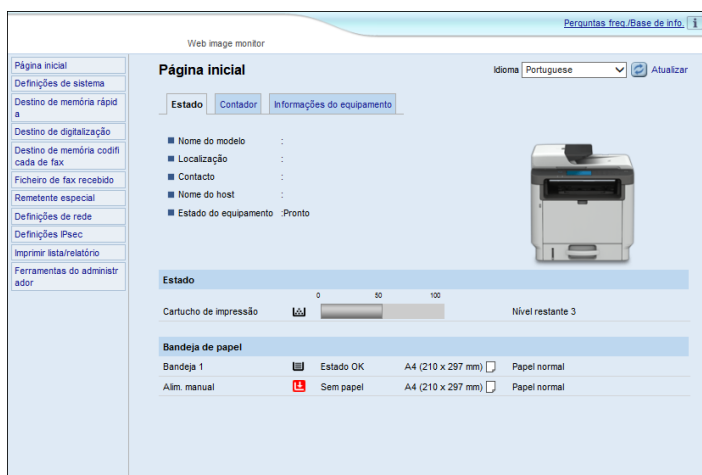 Perguntas freq./Base de info.
Web image monitor
Página inicial
Definições de sistema
Destino de memória rápid
a
Destino de digitalização
Destino de memória codifi
cada de fax
Ficheiro de fax recebido
Remetente especial
Definições de rede
Definições IPsec
Imprimir lista/relatório
Ferramentas do administr
ador
Página inicial
Idioma Portuguese Atualizar
Estado Contador Informações do equipamento
Nome do modelo :
Localização :
Contacto :
Nome do host :
Estado do equipamento :Pronto
Estado
0 50 100
Cartucho de impressão Nível restante 3
Bandeja de papel
Bandeja 1 Estado OK A4 (210 x 297 mm) Papel normal
Alim. manual Sem papel A4 (210 x 297 mm) Papel normal